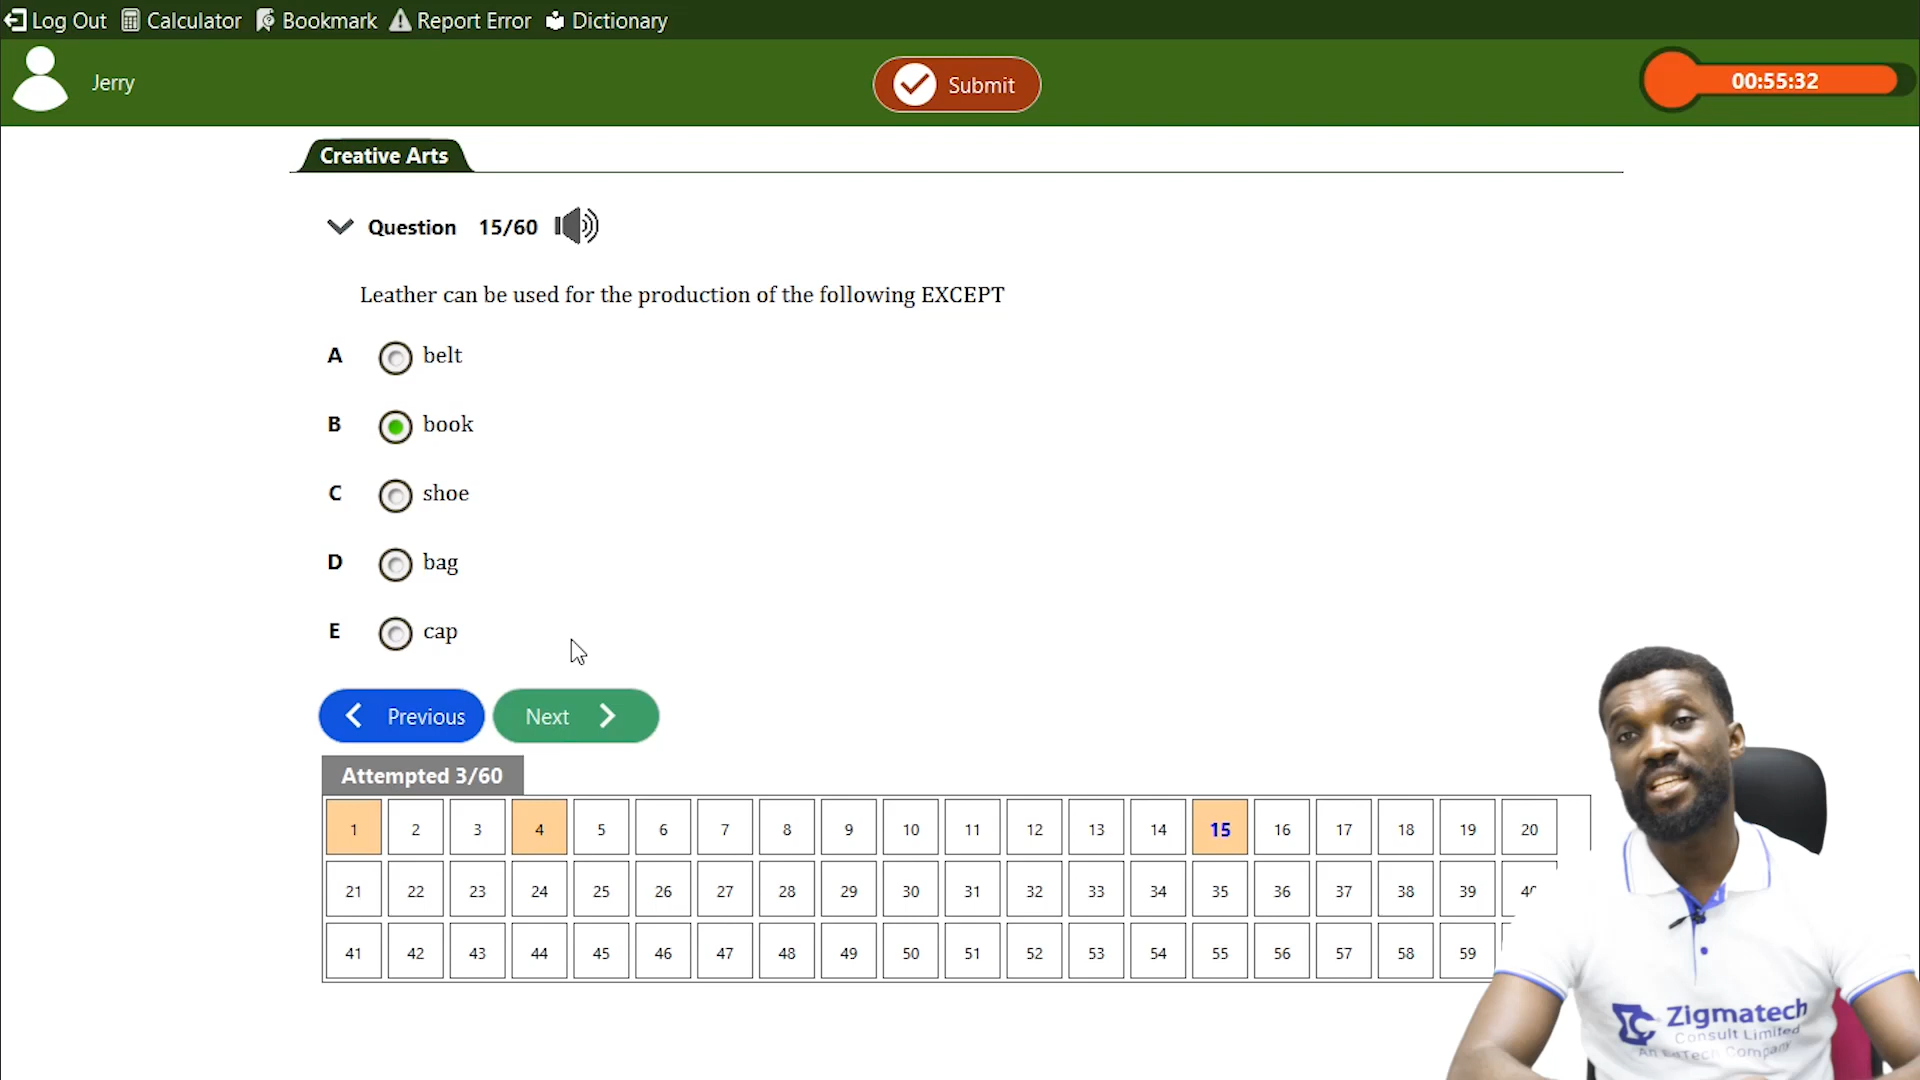 Log Out Calculator Bookmark Report Error Dictionary
Jerry
Submit
00:55:32
Creative Arts
Question 15/60
Leather can be used for the production of the following EXCEPT
A belt
B book
C shoe
D bag
E cap
Previous Next
Attempted 3/60
1 2 3 4 5 6 7 8 9 10 11 12 13 14 15 16 17 18 19 20
21 22 23 24 25 26 27 28 29 30 31 32 33 34 35 36 37 38 39
41 42 43 44 45 46 47 48 49 50 51 52 53 54 55 56 57 58 59
Zigmatech
Consult Limited
An EdTech Company